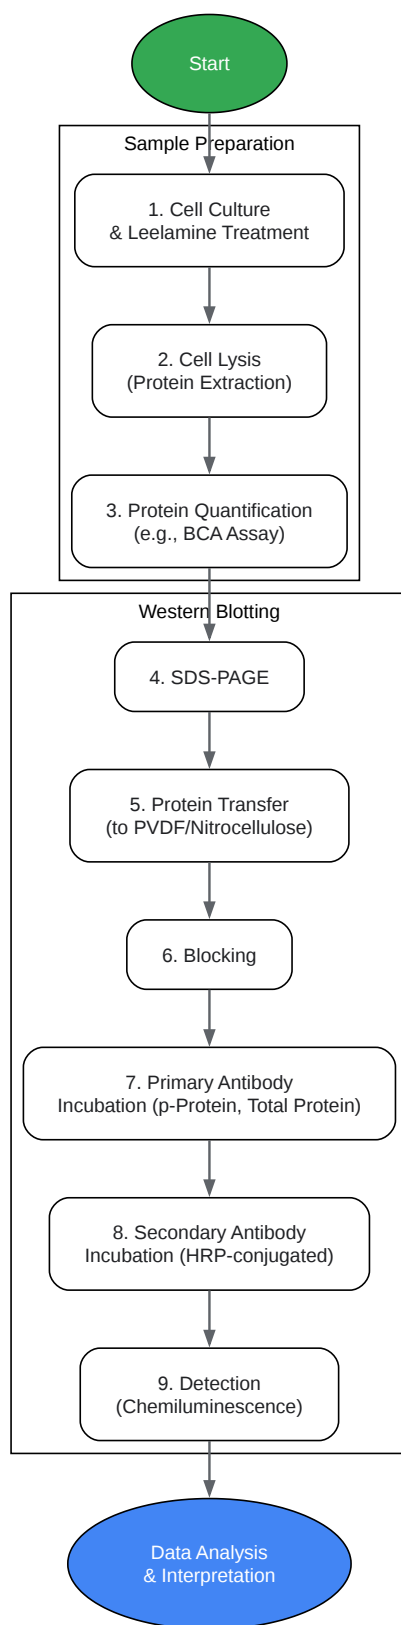 Start
Sample Preparation
1. Cell Culture
& Leelamine Treatment
2. Cell Lysis
(Protein Extraction)
3. Protein Quantification
(e.g., BCA Assay)
Western Blotting
4. SDS-PAGE
5. Protein Transfer
(to PVDF/Nitrocellulose)
6. Blocking
7. Primary Antibody
Incubation (p-Protein, Total Protein)
8. Secondary Antibody
Incubation (HRP-conjugated)
9. Detection
(Chemiluminescence)
Data Analysis
& Interpretation